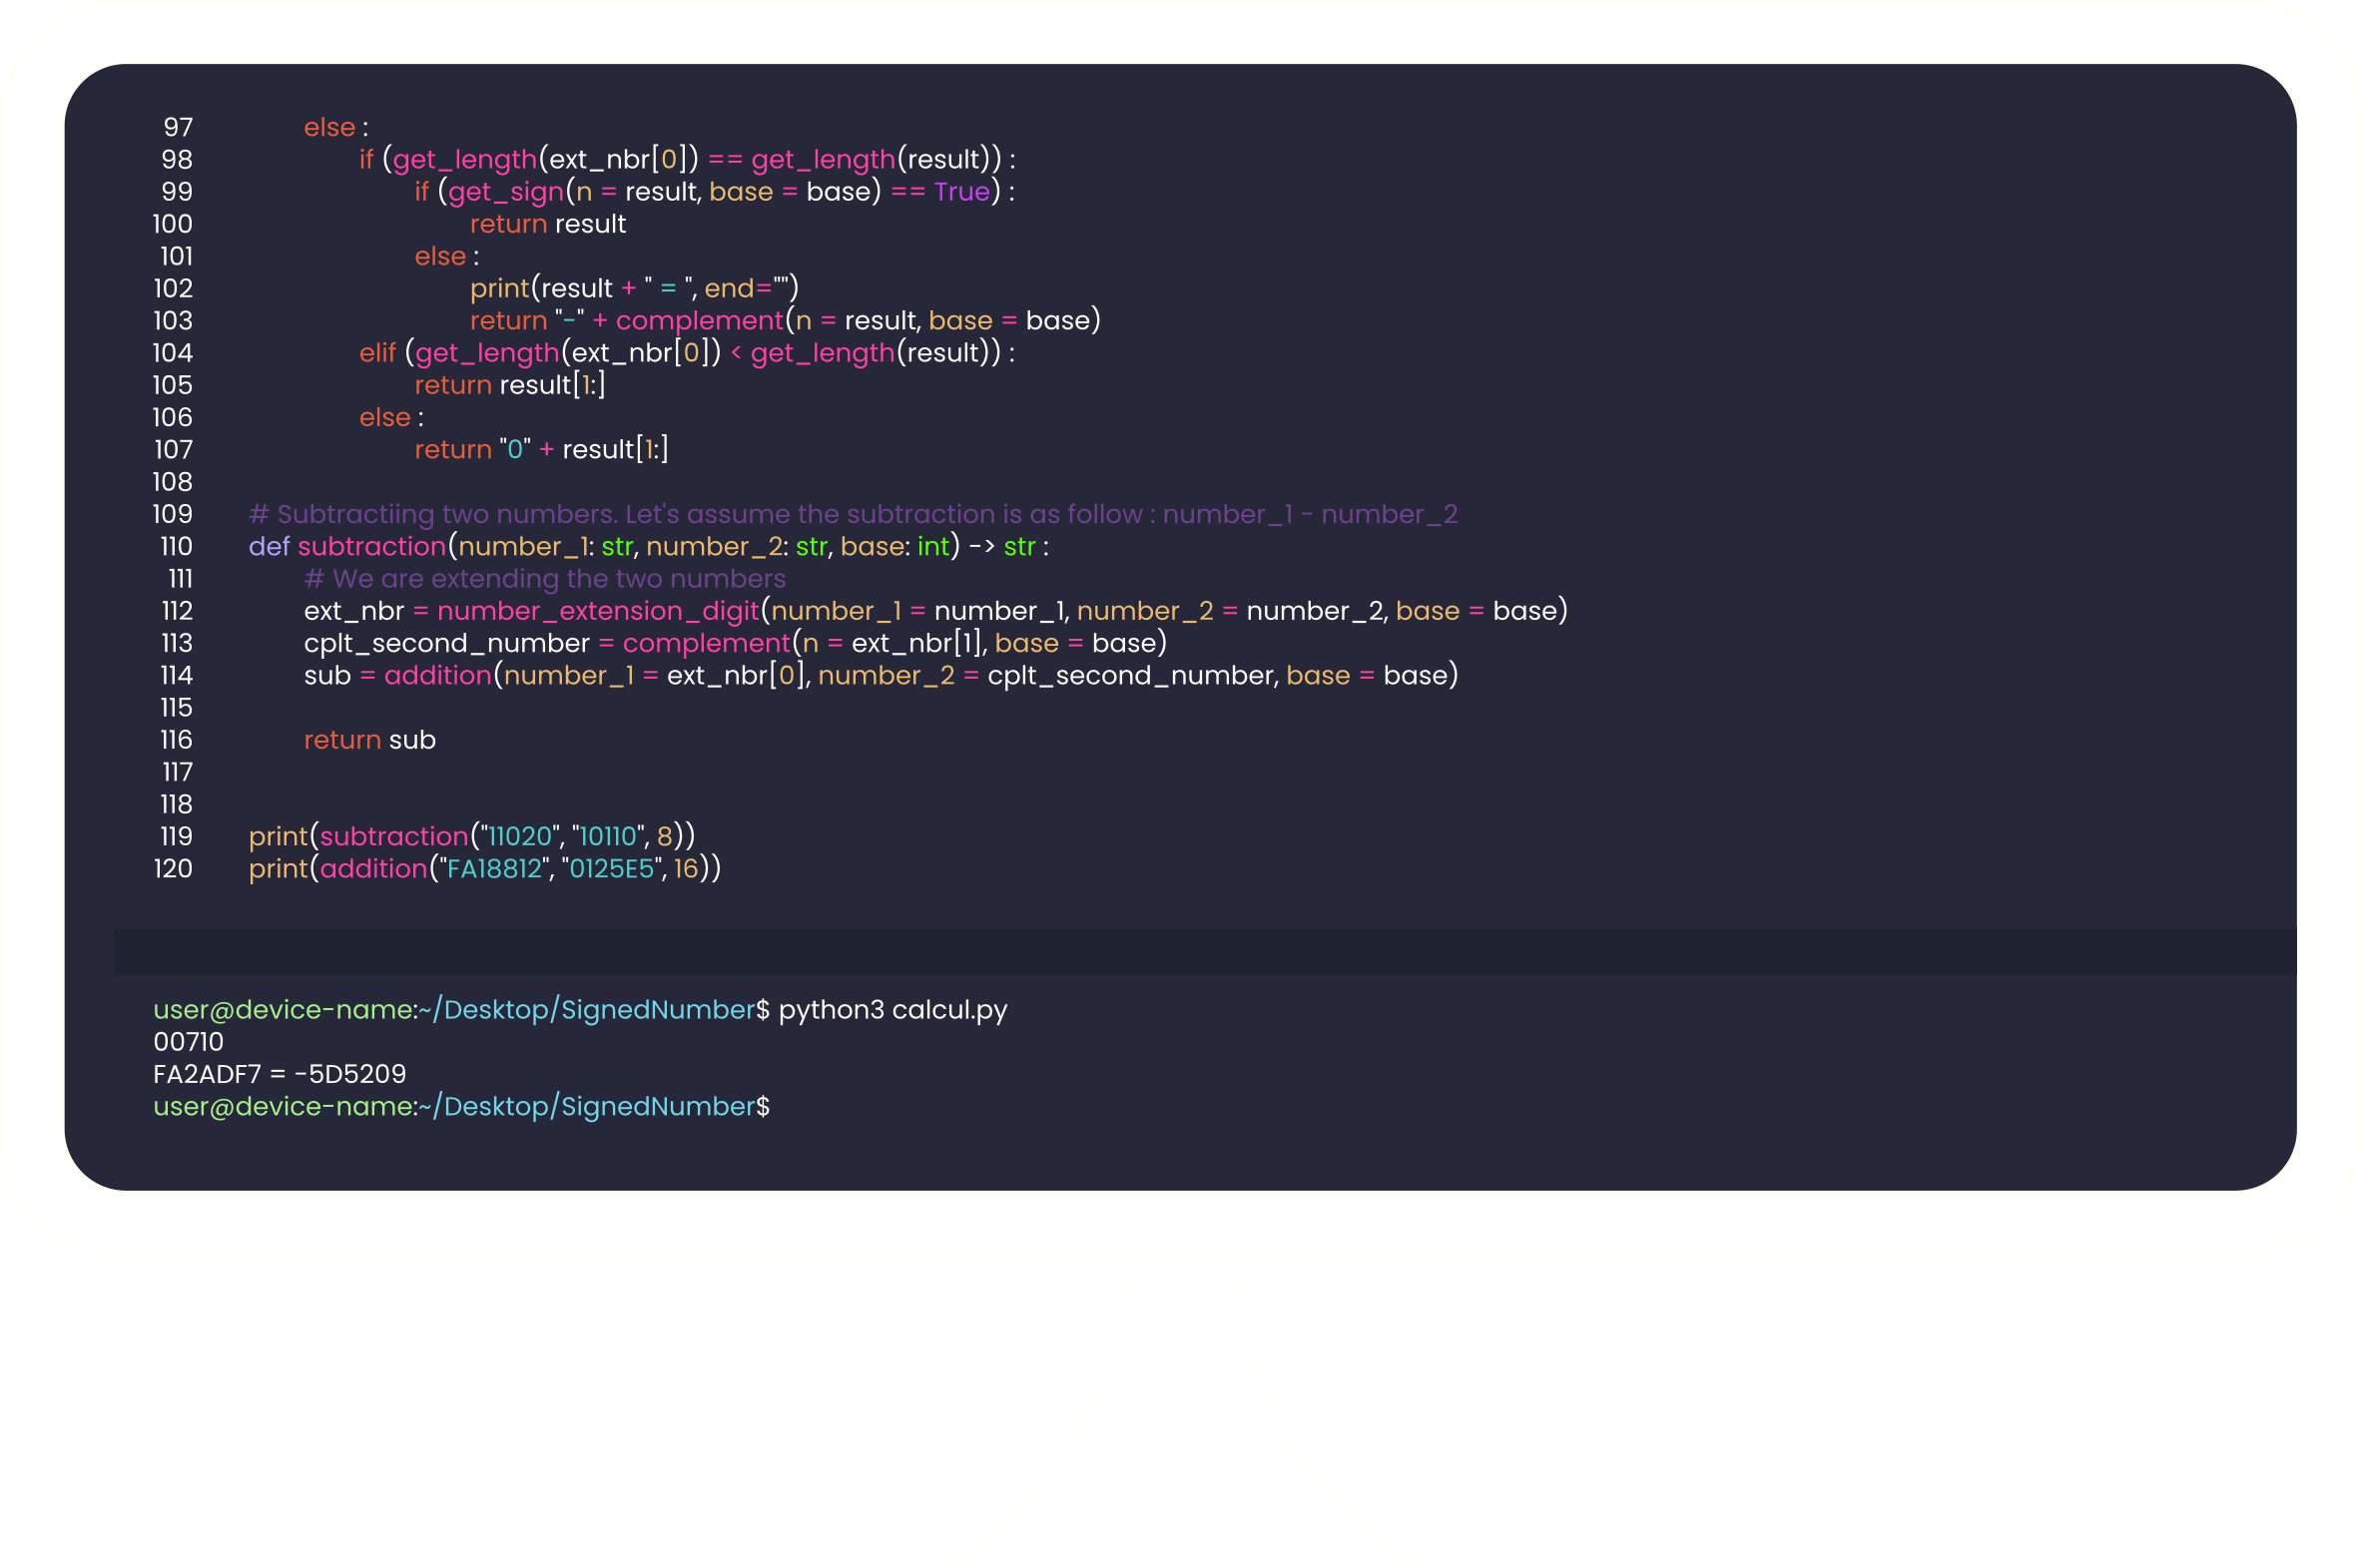 97 else :
98 if (get_length(ext_nbr[0]) == get_length(result)) :
99 if (get_sign(n = result, base = base) == True) :
100 return result
101 else :
102 print(result + " = ", end="")
103 return "-" + complement(n = result, base = base)
104 elif (get_length(ext_nbr[0]) < get_length(result)) :
105 return result[1:]
106 else :
107 return "0" + result[1:]
108
109 # Subtractiing two numbers. Let's assume the subtraction is as follow : number_1 - number_2
110 def subtraction(number_1: str, number_2: str, base: int) -> str :
111 # We are extending the two numbers
112 ext_nbr = number_extension_digit(number_1 = number_1, number_2 = number_2, base = base)
113 cplt_second_number = complement(n = ext_nbr[1], base = base)
114 sub = addition(number_1 = ext_nbr[0], number_2 = cplt_second_number, base = base)
115
116 return sub
117
118
119 print(subtraction("11020", "10110", 8))
120 print(addition("FA18812", "0125E5", 16))
user@device-name:~/Desktop/SignedNumber$ python3 calcul.py
00710
FA2ADF7 = -5D5209
user@device-name:~/Desktop/SignedNumber$